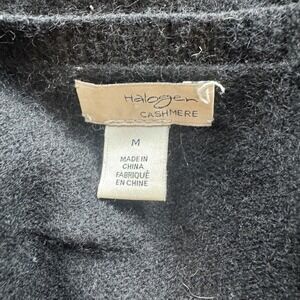 Halogen
CASHMERE
M
MADE IN
CHINA
FABRIQUÉ
EN CHINE